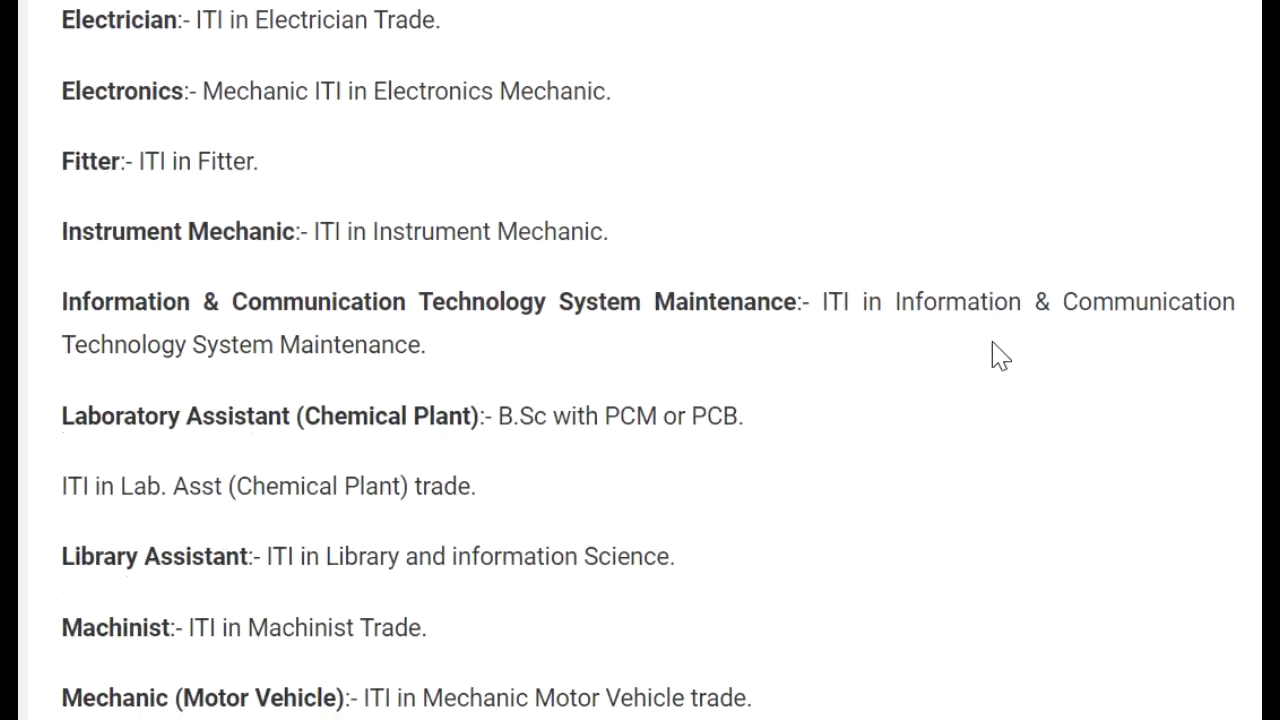 Electrician:- ITI in Electrician Trade.
Electronics:- Mechanic ITI in Electronics Mechanic.
Fitter:- ITI in Fitter.
Instrument Mechanic:- ITI in Instrument Mechanic.
Information & Communication Technology System Maintenance:- ITI in Information & Communication
Technology System Maintenance.
Laboratory Assistant (Chemical Plant):- B.Sc with PCM or PCB.
ITI in Lab. Asst (Chemical Plant) trade.
Library Assistant:- ITI in Library and information Science.
Machinist:- ITI in Machinist Trade.
Mechanic (Motor Vehicle):- ITI in Mechanic Motor Vehicle trade.